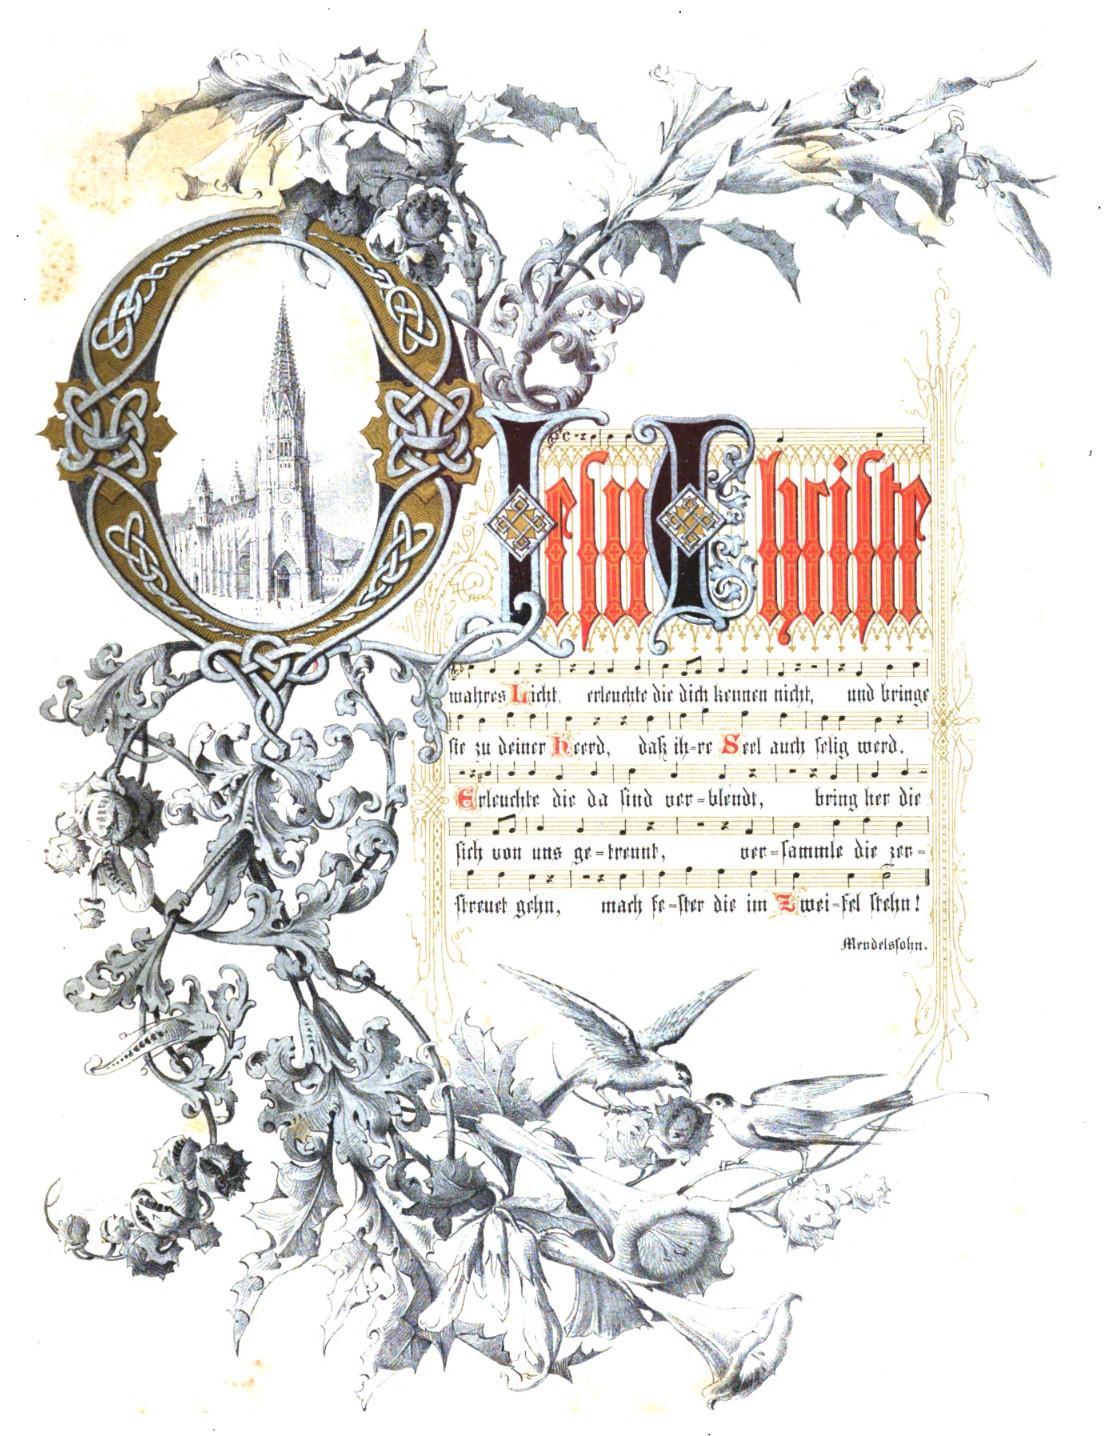 O Jesu Christe
wahres Licht, erleuchte die dich kennen nicht, und bringe
sie zu deiner Heerd, daß ih=re Seel auch selig werd.
Erleuchte die da sind ver=blendt, bring her die
sich von uns ge=trennt, ver=sammle die zer=
streuet gehn, mach fe=ster die im Zwei=fel stehn!
Mendelssohn.